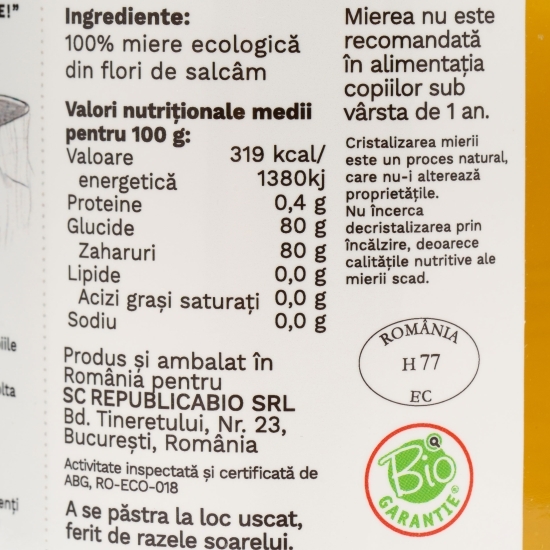 E!”
Ingrediente:
100% miere ecologică
din flori de salcâm
Valori nutriționale medii
pentru 100 g:
Valoare 319 kcal/
energetică 1380kj
Proteine 0,4 g
Glucide 80 g
Zaharuri 80 g
Lipide 0,0 g
Acizi grași saturați 0,0 g
Sodiu 0,0 g
Produs și ambalat în
România pentru
SC REPUBLICABIO SRL
Bd. Tineretului, Nr. 23,
București, România
Activitate inspectată și certificată de
ABG, RO-ECO-018
A se păstra la loc uscat,
ferit de razele soarelui.
Mierea nu este
recomandată
în alimentația
copiilor sub
vârsta de 1 an.
Cristalizarea mierii
este un proces natural,
care nu-i alterează
proprietățile.
Nu încerca
decristalizarea prin
încălzire, deoarece
calitățile nutritive ale
mierii scad.
ROMÂNIA
H 77
EC
Bio
GARANTIE®